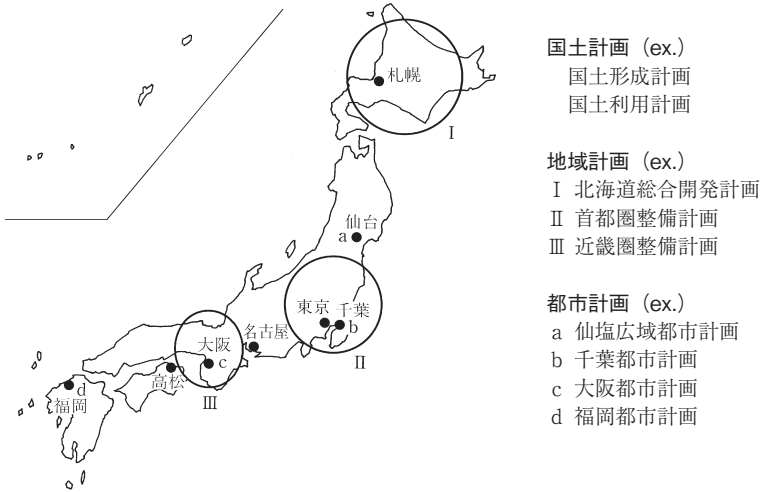 札幌
Ⅰ
仙台
a
東京 千葉
b
Ⅱ
名古屋
大阪
c
高松
Ⅲ
d
福岡
国土計画(ex.)
国土形成計画
国土利用計画
地域計画(ex.)
Ⅰ 北海道総合開発計画
Ⅱ 首都圏整備計画
Ⅲ 近畿圏整備計画
都市計画(ex.)
a 仙塩広域都市計画
b 千葉都市計画
c 大阪都市計画
d 福岡都市計画